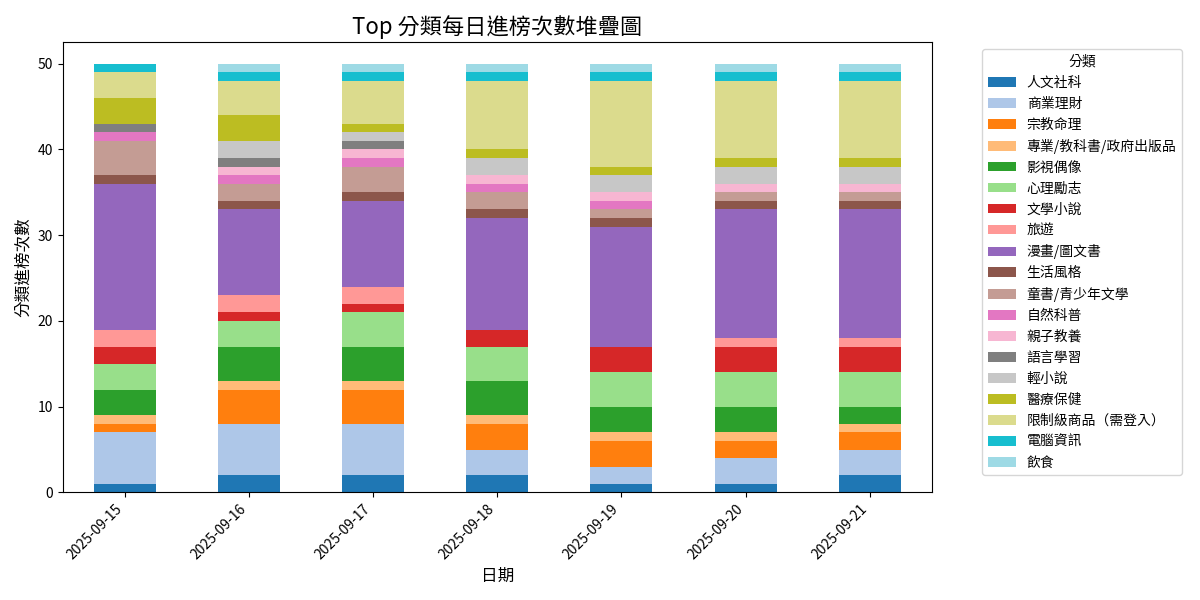 Top 分類每日進榜次數堆疊圖
分類進榜次數
50
40
30
20
10
0
2025-09-15
2025-09-16
2025-09-17
2025-09-18
2025-09-19
2025-09-20
2025-09-21
日期
分類
人文社科
商業理財
宗教命理
專業/教科書/政府出版品
影視偶像
心理勵志
文學小說
旅遊
漫畫/圖文書
生活風格
童書/青少年文學
自然科普
親子教養
語言學習
輕小說
醫療保健
限制級商品（需登入）
電腦資訊
飲食